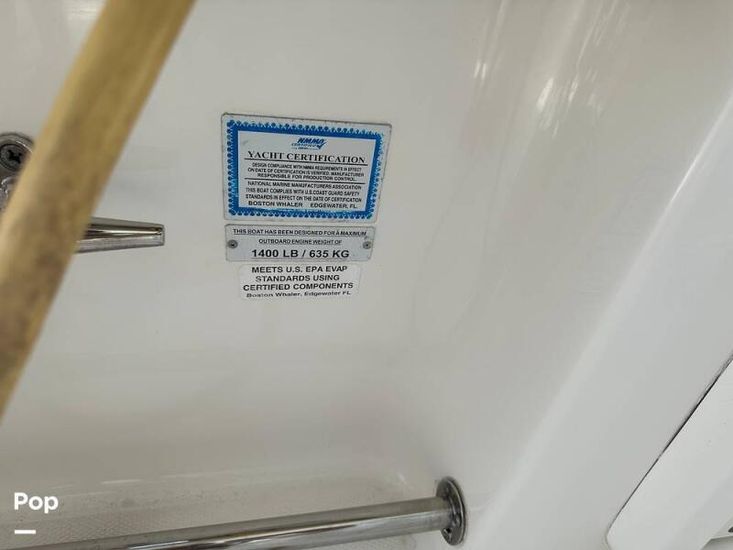 NMMA
CERTIFIED
YACHT CERTIFICATION
DESIGN COMPLIANCE WITH NMMA REQUIREMENTS IN EFFECT
ON DATE OF CERTIFICATION IS VERIFIED. MANUFACTURER
RESPONSIBLE FOR PRODUCTION CONTROL.
NATIONAL MARINE MANUFACTURERS ASSOCIATION
THIS BOAT COMPLIES WITH U.S. COAST GUARD SAFETY
STANDARDS IN EFFECT ON THE DATE OF CERTIFICATION
BOSTON WHALER EDGEWATER, FL.
THIS BOAT HAS BEEN DESIGNED FOR A MAXIMUM
OUTBOARD ENGINE WEIGHT OF
1400 LB / 635 KG
MEETS U.S. EPA EVAP
STANDARDS USING
CERTIFIED COMPONENTS
Boston Whaler, Edgewater FL
Pop